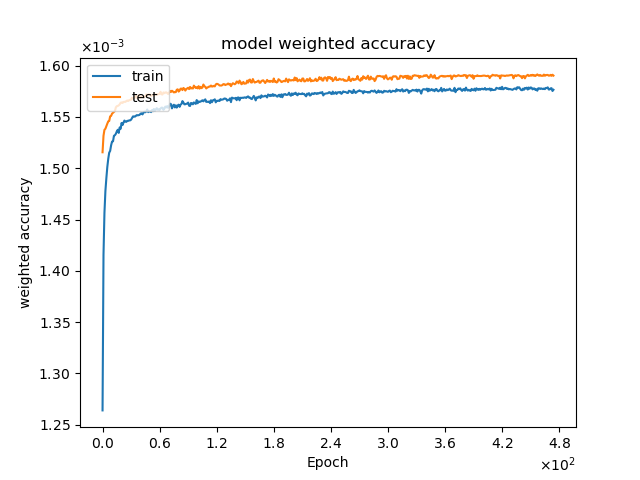 model weighted accuracy
×10⁻³
1.60
1.55
1.50
1.45
1.40
1.35
1.30
1.25
weighted accuracy
train
test
0.0 0.6 1.2 1.8 2.4 3.0 3.6 4.2 4.8
Epoch
×10²